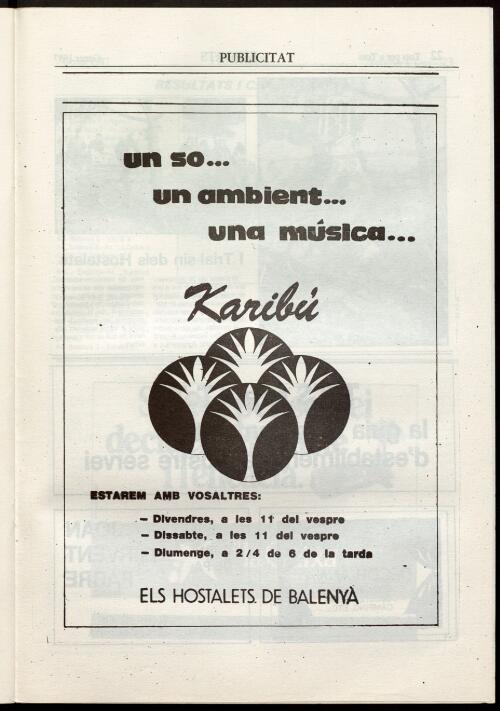 PUBLICITAT
un so...
un ambient...
una música...
Karibú
ESTAREM AMB VOSALTRES:
- Divendres, a les 11 del vespre
- Dissabte, a les 11 del vespre
- Diumenge, a 2/4 de 6 de la tarda
ELS HOSTALETS DE BALENYÀ